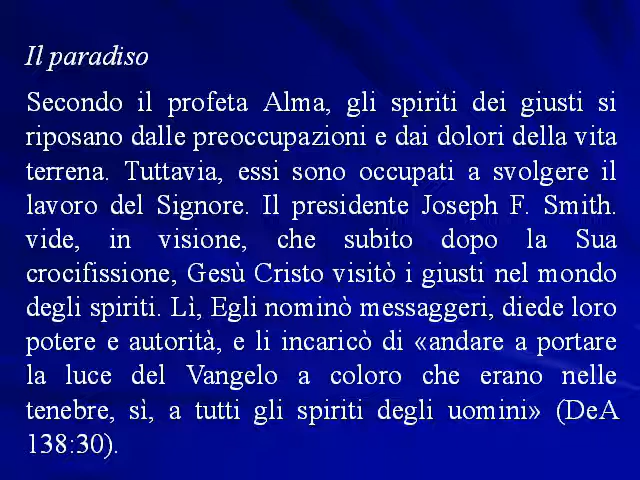 Il paradiso
Secondo il profeta Alma, gli spiriti dei giusti si
riposano dalle preoccupazioni e dai dolori della vita
terrena. Tuttavia, essi sono occupati a svolgere il
lavoro del Signore. Il presidente Joseph F. Smith.
vide, in visione, che subito dopo la Sua
crocifissione, Gesù Cristo visitò i giusti nel mondo
degli spiriti. Lì, Egli nominò messaggeri, diede loro
potere e autorità, e li incaricò di «andare a portare
la luce del Vangelo a coloro che erano nelle
tenebre, sì, a tutti gli spiriti degli uomini» (DeA
138:30).